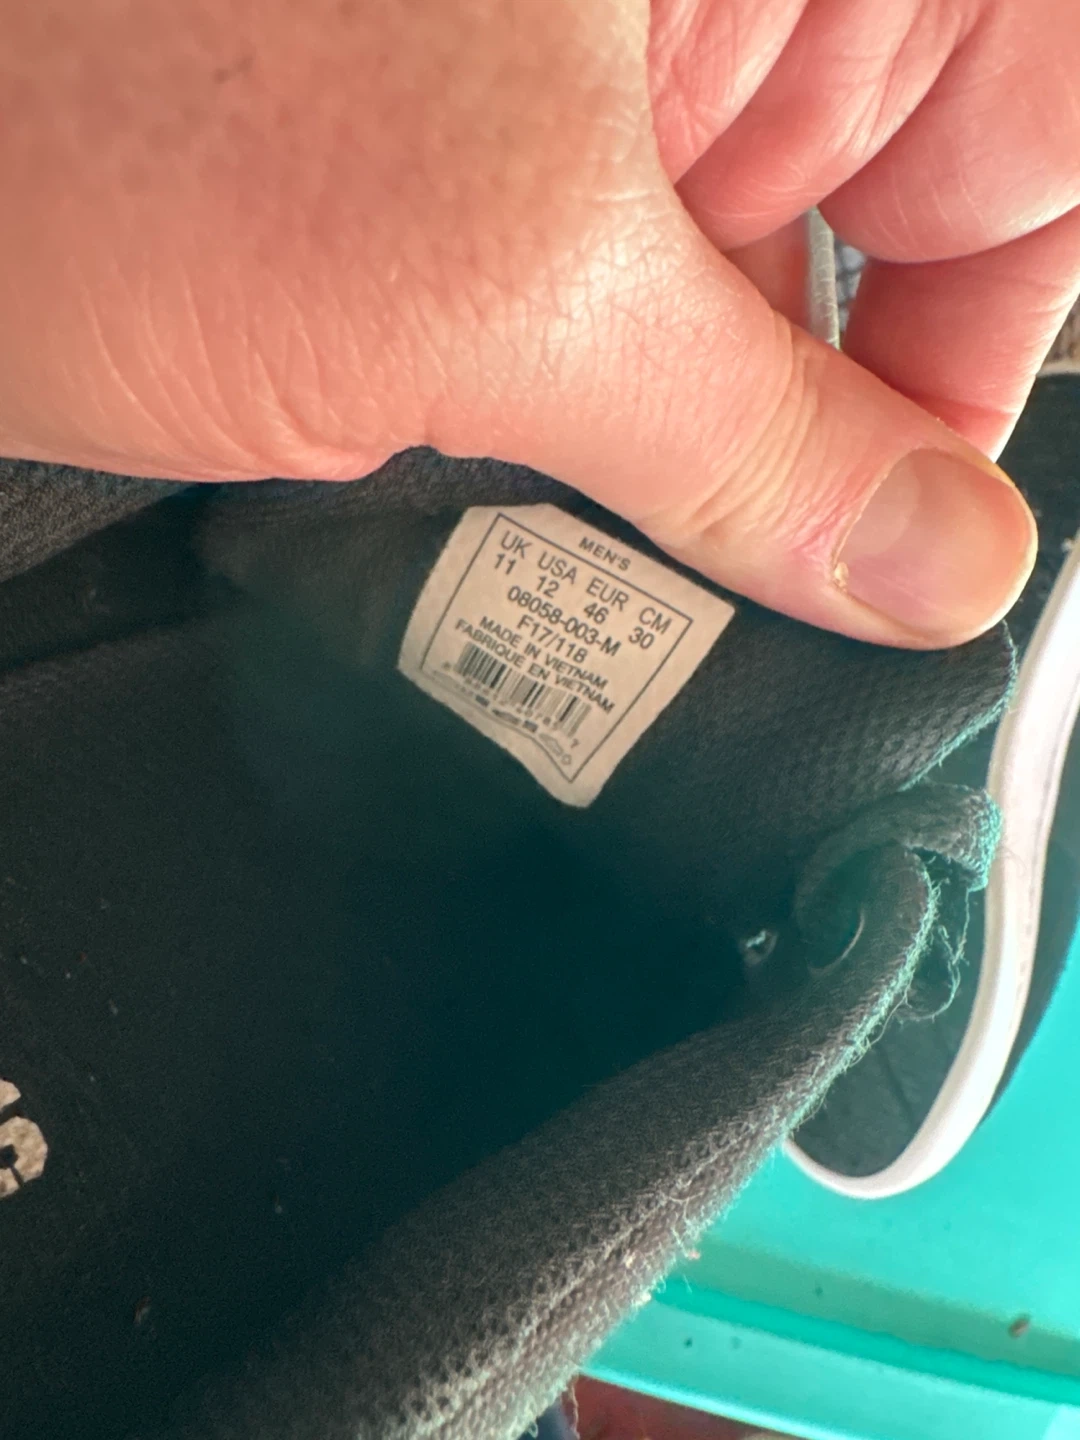 MEN'S
UK USA EUR CM
11 12 46 30
08058-003-M
F17/118
MADE IN VIETNAM
FABRIQUE EN VIETNAM